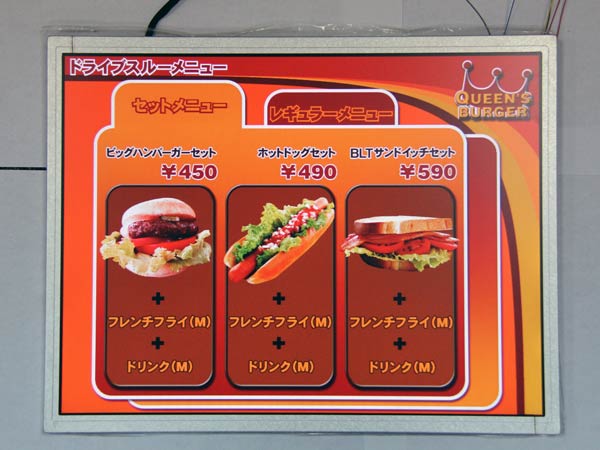 ドライブスルーメニュー
QUEEN'S
BURGER
セットメニュー
レギュラーメニュー
ビッグハンバーガーセット
¥450
ホットドッグセット
¥490
BLTサンドイッチセット
¥590
+
フレンチフライ(M)
+
ドリンク(M)
+
フレンチフライ(M)
+
ドリンク(M)
+
フレンチフライ(M)
+
ドリンク(M)